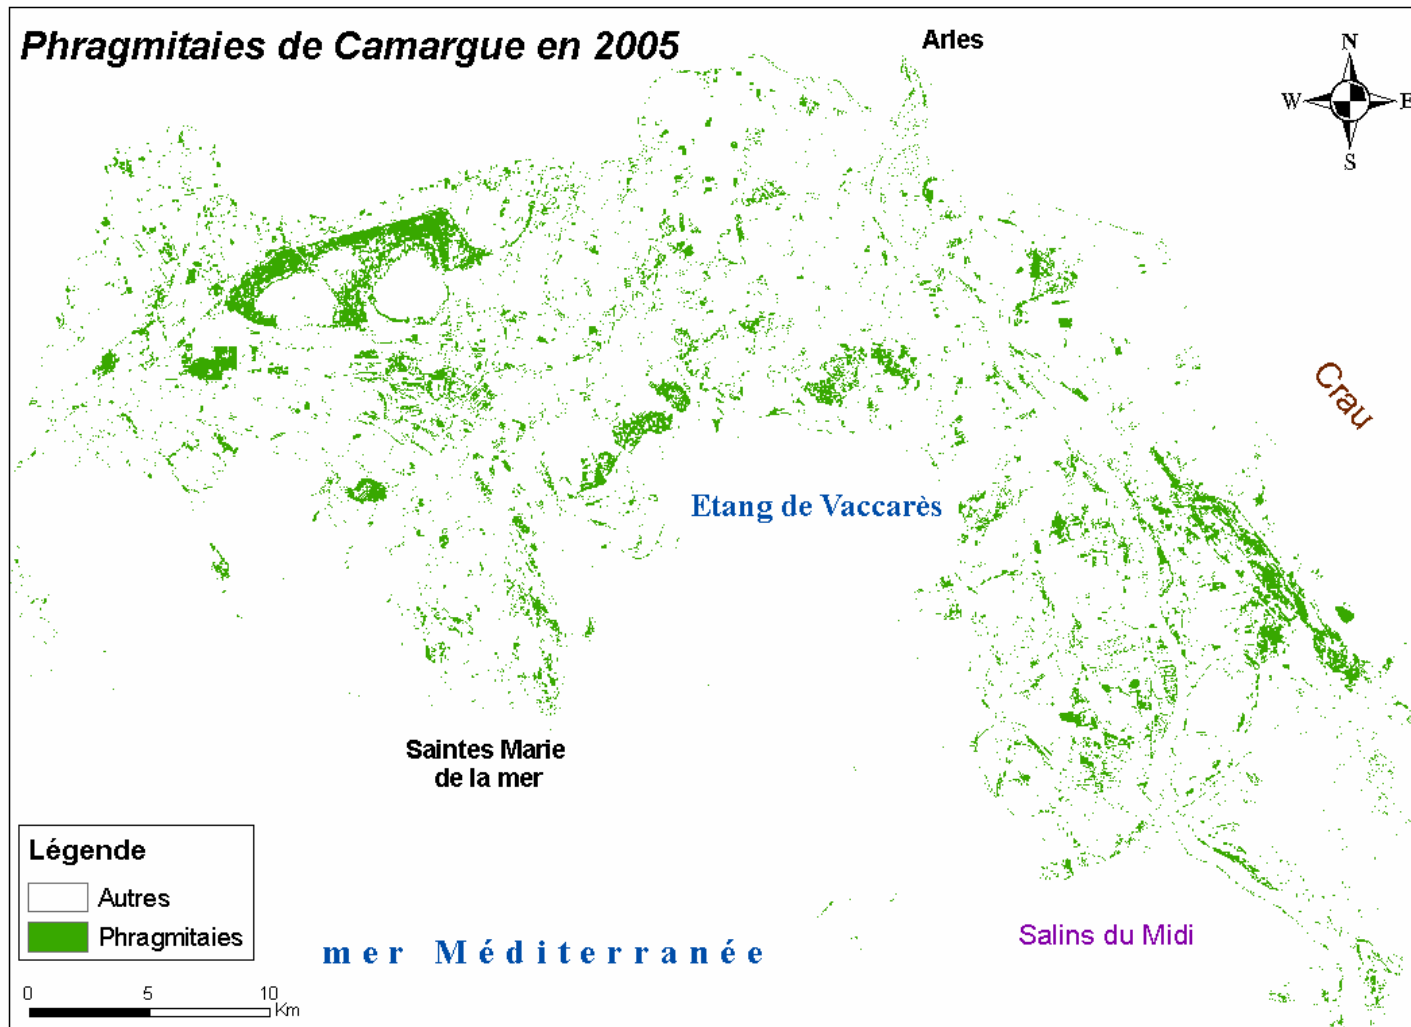 Phragmitaies de Camargue en 2005
Arles
N
W E
S
Crau
Etang de Vaccarès
Saintes Marie
de la mer
Légende
Autres
Phragmitaies
Salins du Midi
mer Méditerranée
0 5 10
Km